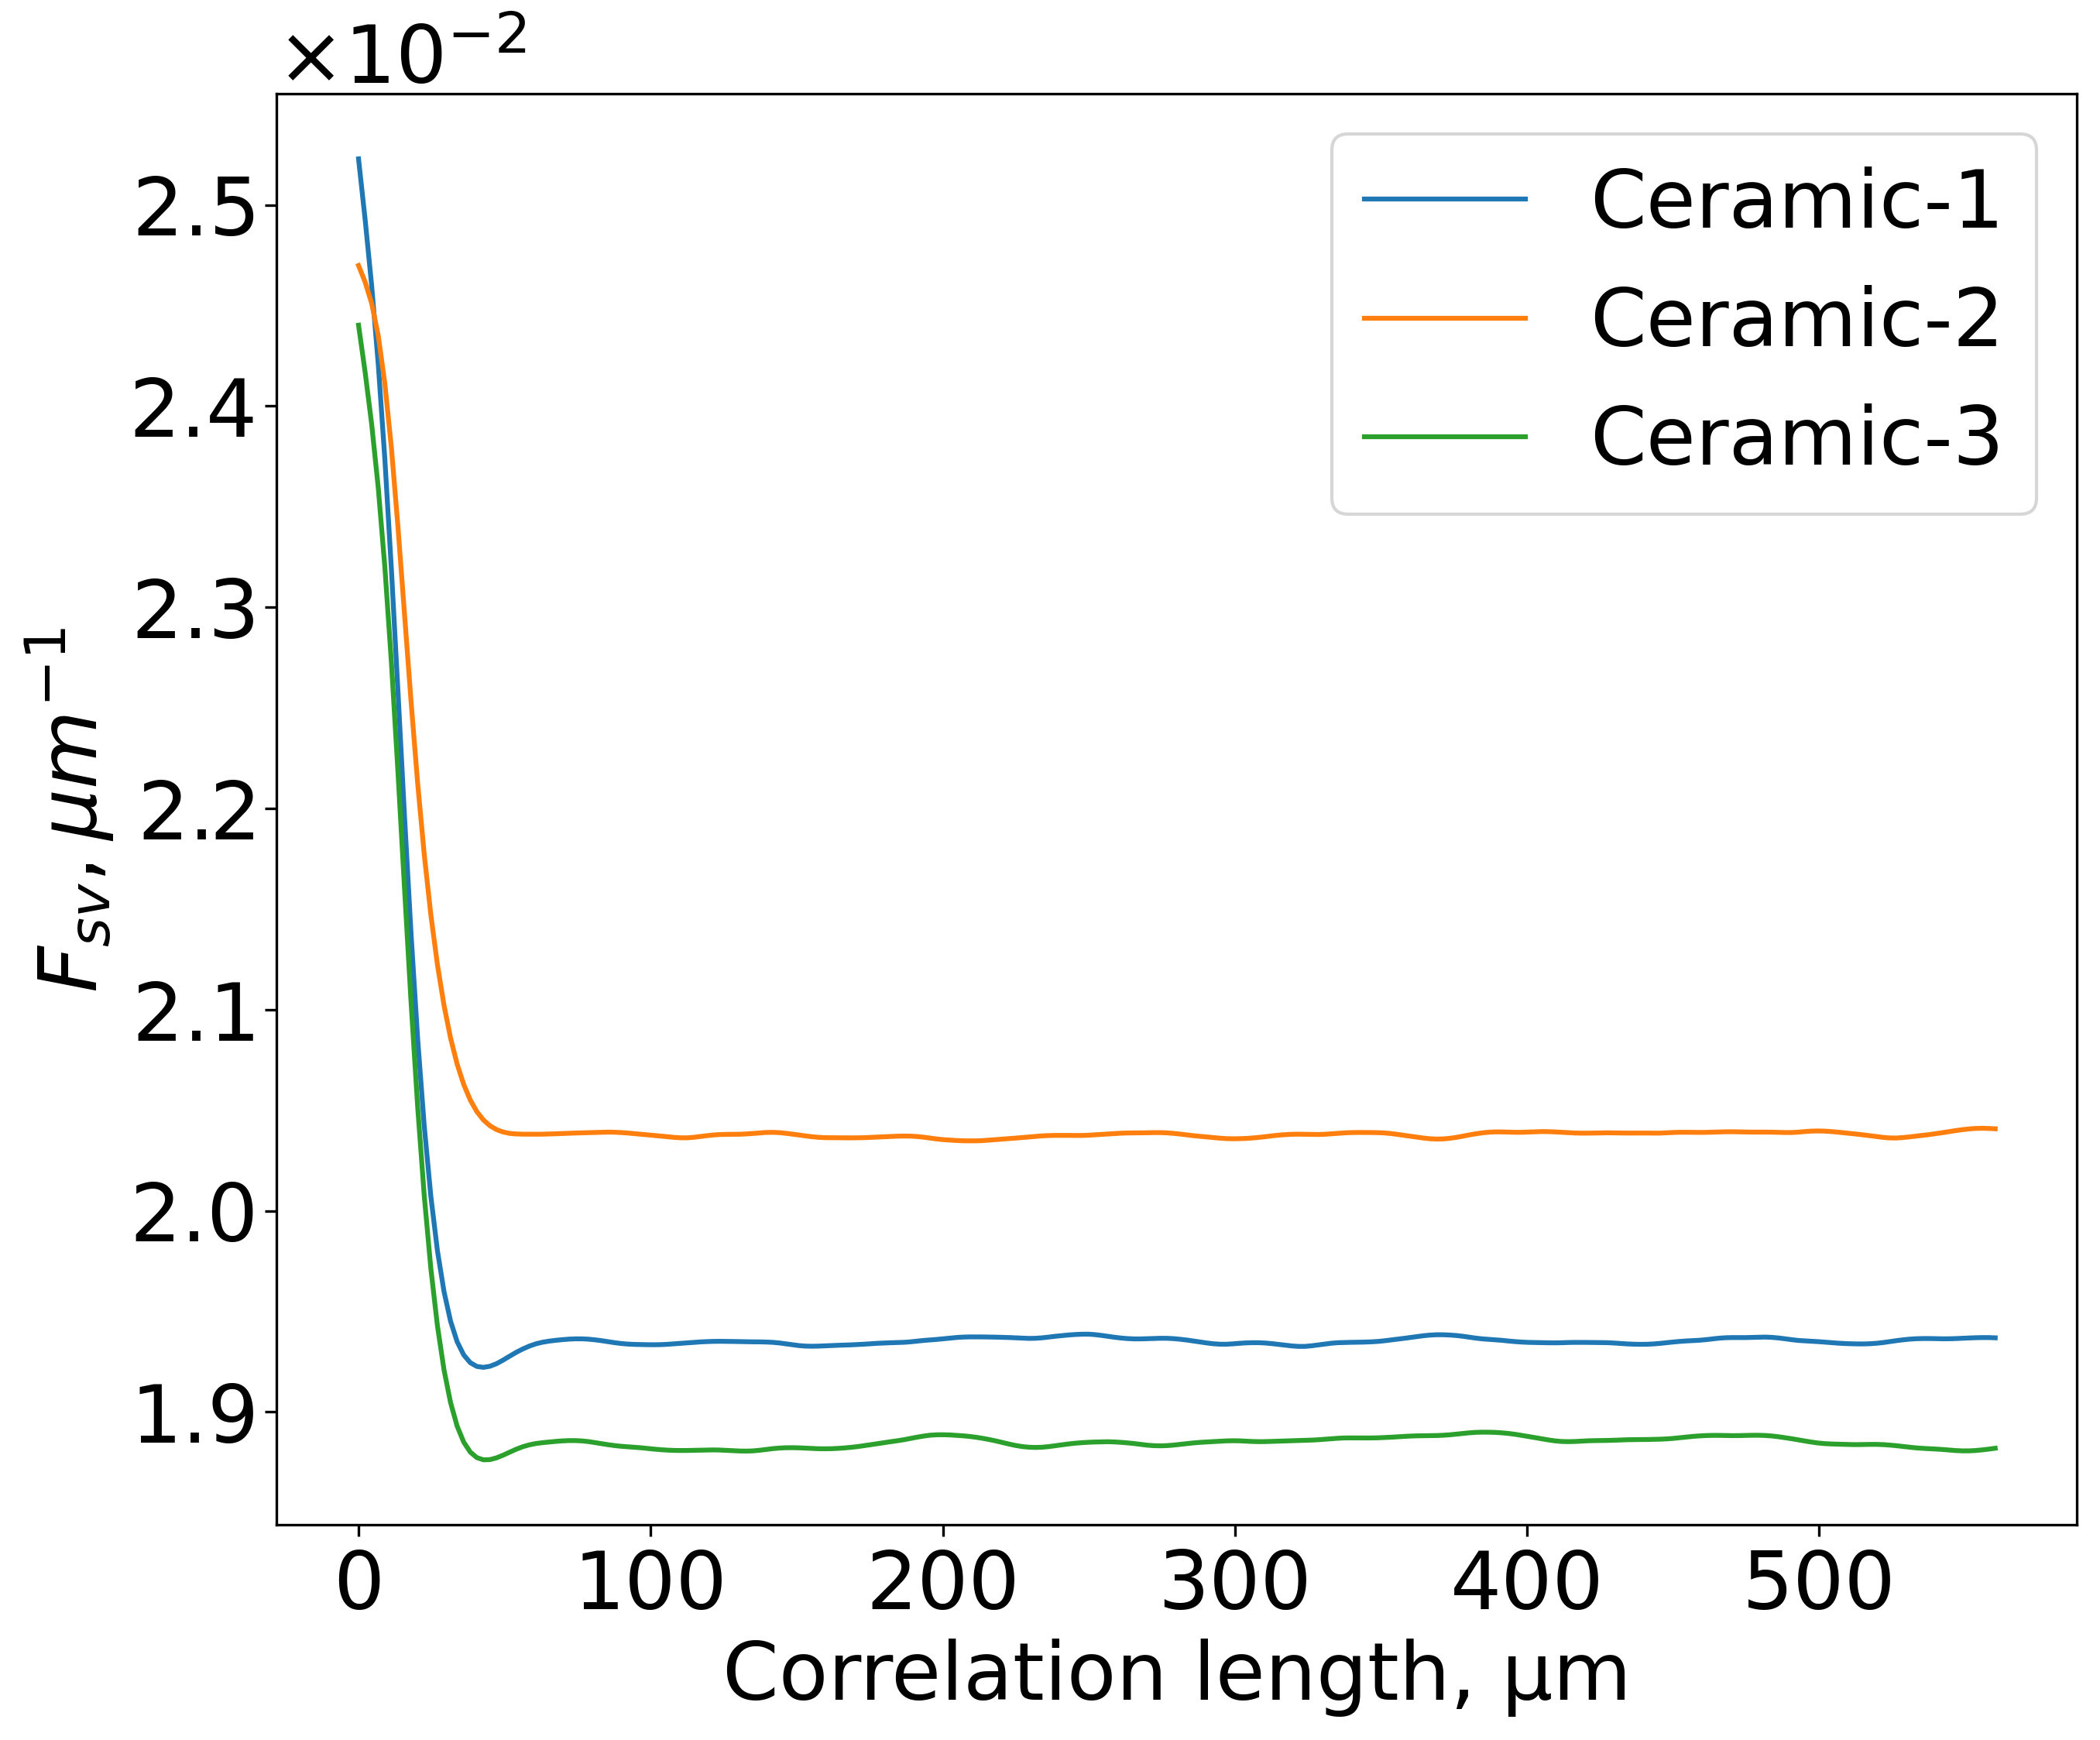 ×10⁻²
2.5
2.4
2.3
2.2
2.1
2.0
1.9
F_sv, μm⁻¹
Ceramic-1
Ceramic-2
Ceramic-3
0 100 200 300 400 500
Correlation length, μm